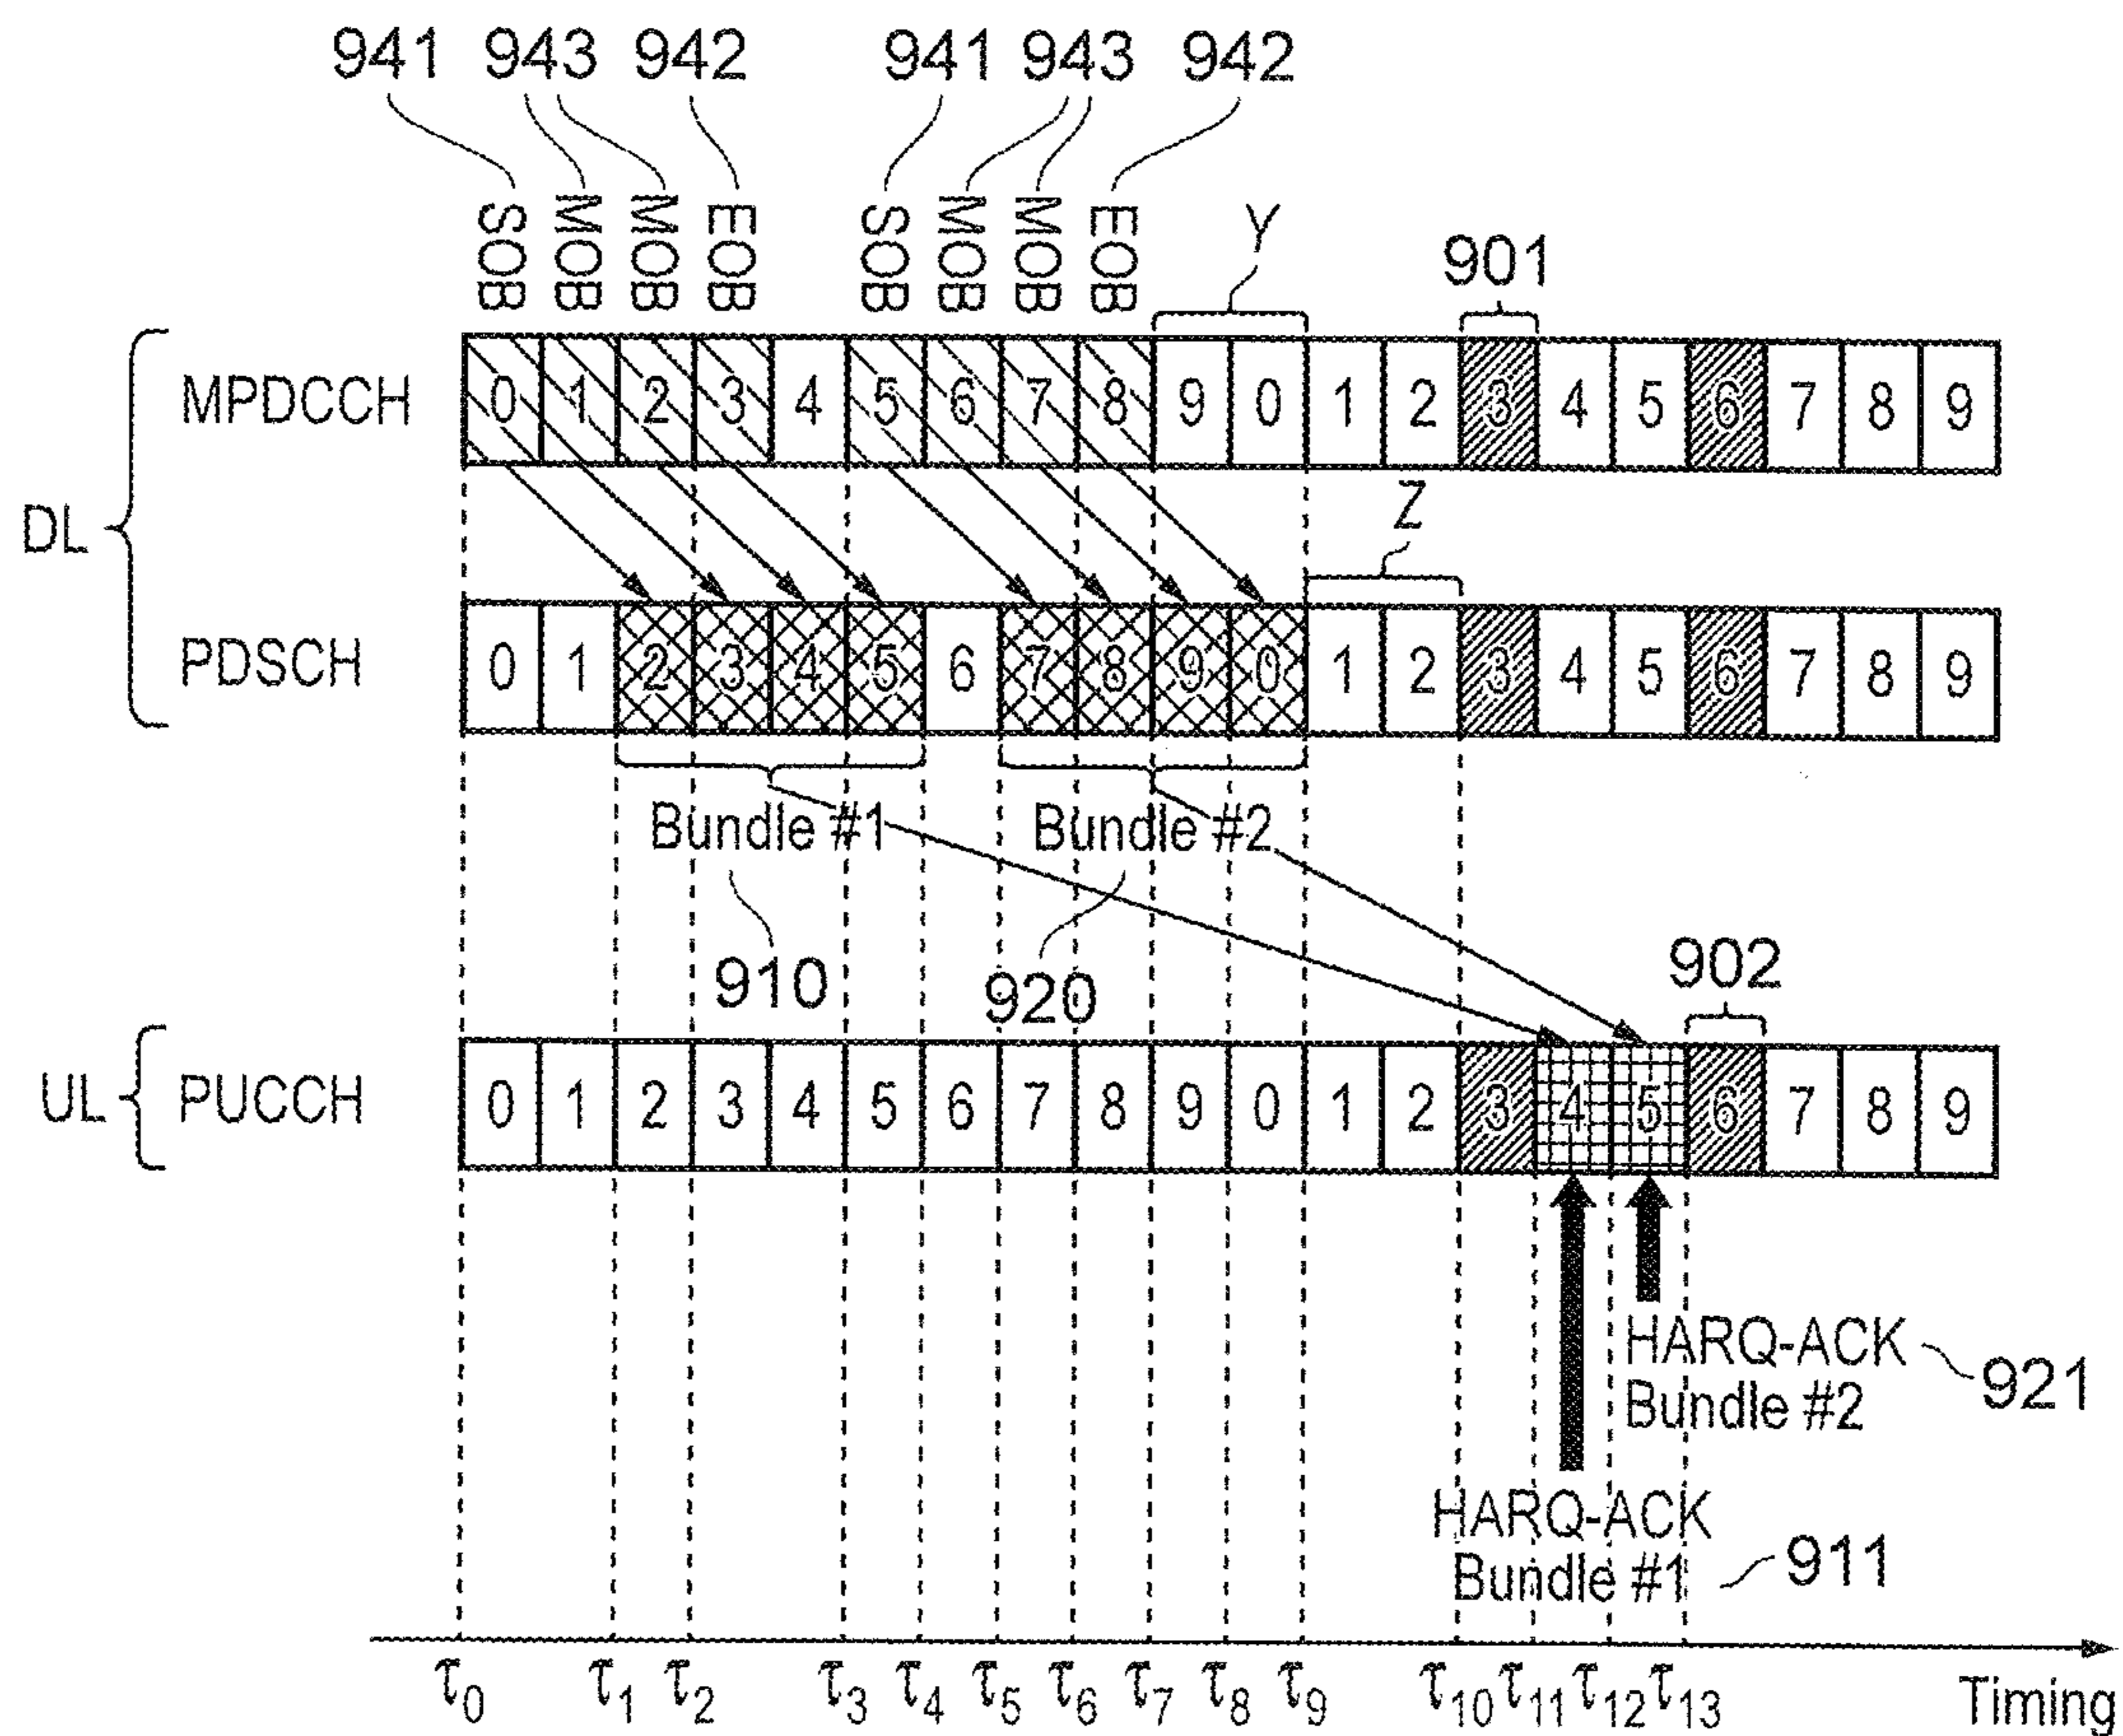 941 943 942 941 943 942
SOB MOB MOB EOB SOB MOB MOB EOB
Y
901
MPDCCH 0 1 2 3 4 5 6 7 8 9 0 1 2 3 4 5 6 7 8 9
DL
Z
PDSCH 0 1 2 3 4 5 6 7 8 9 0 1 2 3 4 5 6 7 8 9
Bundle #1 Bundle #2
910 920 902
UL PUCCH 0 1 2 3 4 5 6 7 8 9 0 1 2 3 4 5 6 7 8 9
HARQ-ACK
Bundle #2
921
HARQ-ACK
Bundle #1
911
τ0 τ1 τ2 τ3 τ4 τ5 τ6 τ7 τ8 τ9 τ10 τ11 τ12 τ13 Timing